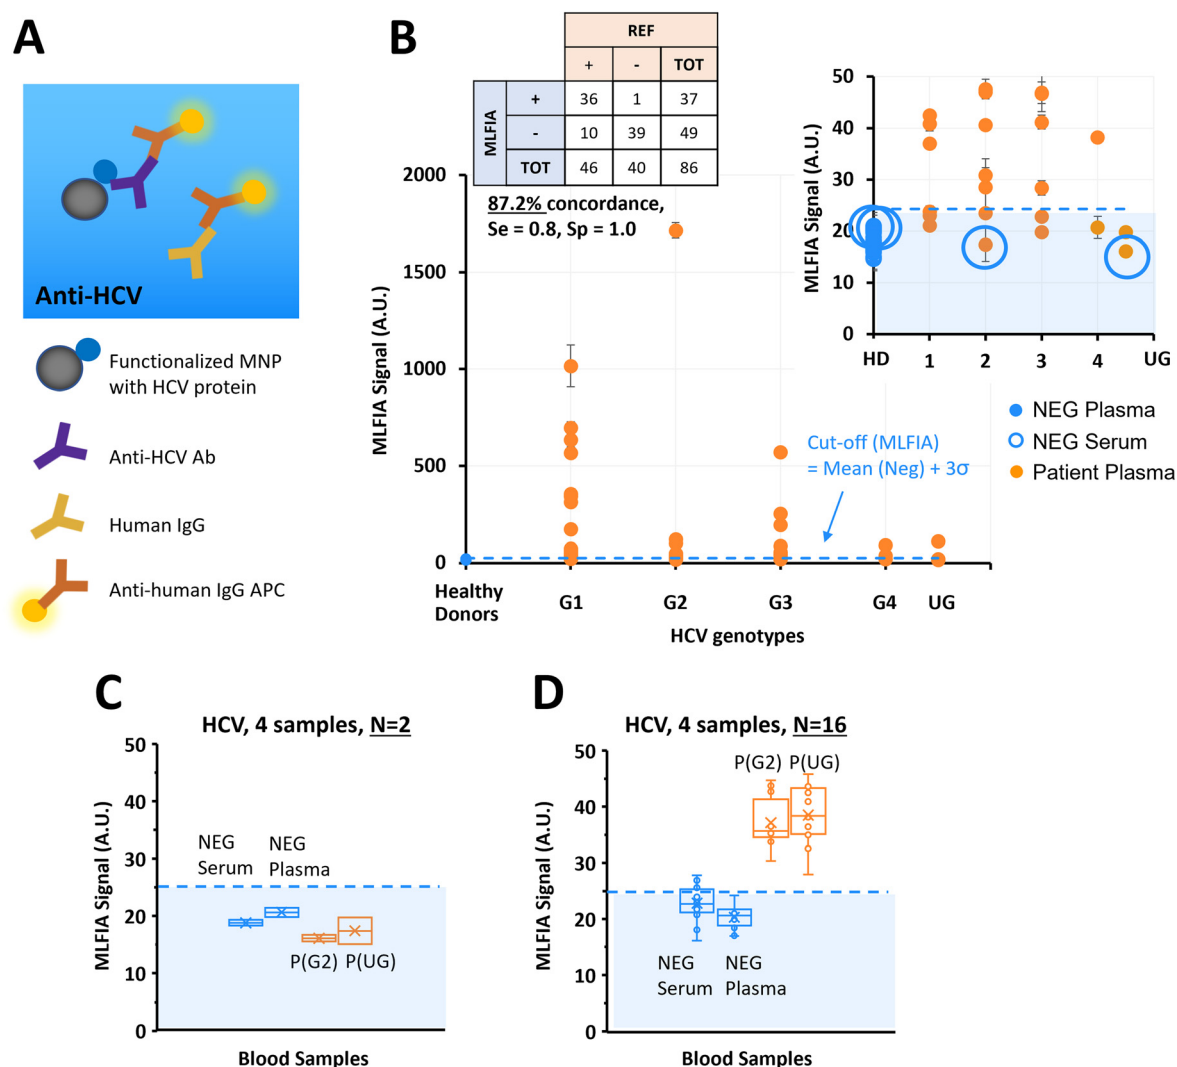 A
Anti-HCV
Functionalized MNP
with HCV protein
Anti-HCV Ab
Human IgG
Anti-human IgG APC
B
REF
+ - TOT
MLFIA
+ 36 1 37
- 10 39 49
TOT 46 40 86
87.2% concordance,
Se = 0.8, Sp = 1.0
MLFIA Signal (A.U.)
2000
1500
1000
500
0
Healthy
Donors
G1
G2
G3
G4
UG
HCV genotypes
Cut-off (MLFIA)
= Mean (Neg) + 3σ
MLFIA Signal (A.U.)
50
40
30
20
10
0
HD
1
2
3
4
UG
NEG Plasma
NEG Serum
Patient Plasma
C
HCV, 4 samples, N=2
MLFIA Signal (A.U.)
50
40
30
20
10
0
NEG
Serum
NEG
Plasma
P(G2)
P(UG)
Blood Samples
D
HCV, 4 samples, N=16
MLFIA Signal (A.U.)
50
40
30
20
10
0
P(G2)
P(UG)
NEG
Serum
NEG
Plasma
Blood Samples